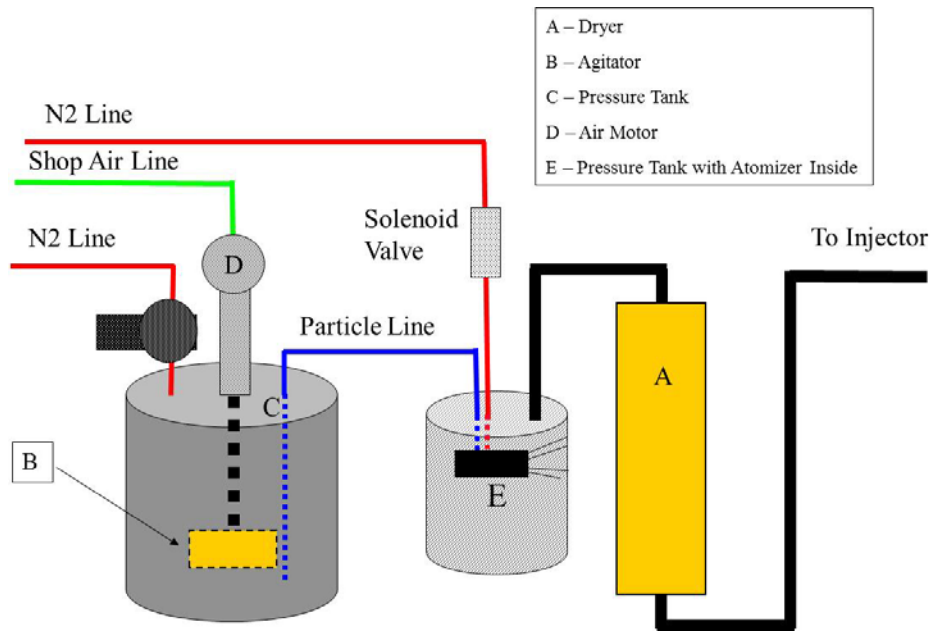 A – Dryer
B – Agitator
C – Pressure Tank
D – Air Motor
E – Pressure Tank with Atomizer Inside
N2 Line
Shop Air Line
N2 Line
Solenoid
Valve
To Injector
D
Particle Line
A
C
B
E